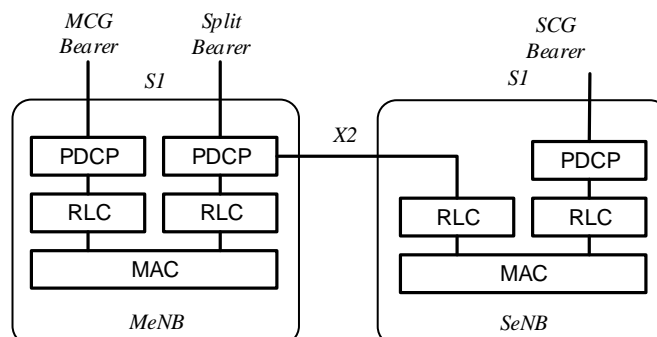 MCG
Bearer
Split
Bearer
SCG
Bearer
S1
S1
X2
PDCP
PDCP
PDCP
RLC
RLC
RLC
RLC
MAC
MAC
MeNB
SeNB